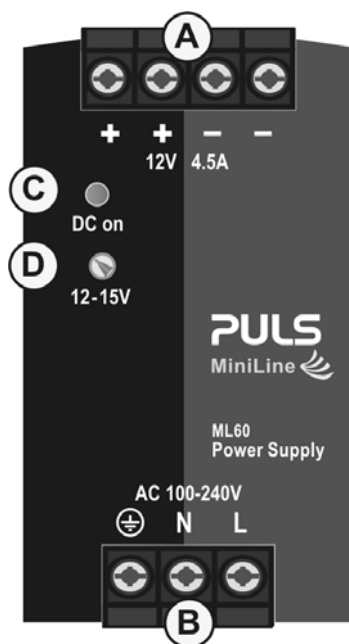 A
+ + − −
12V 4.5A
C
DC on
D
12-15V
PULS
MiniLine
ML60
Power Supply
AC 100-240V
N L
B